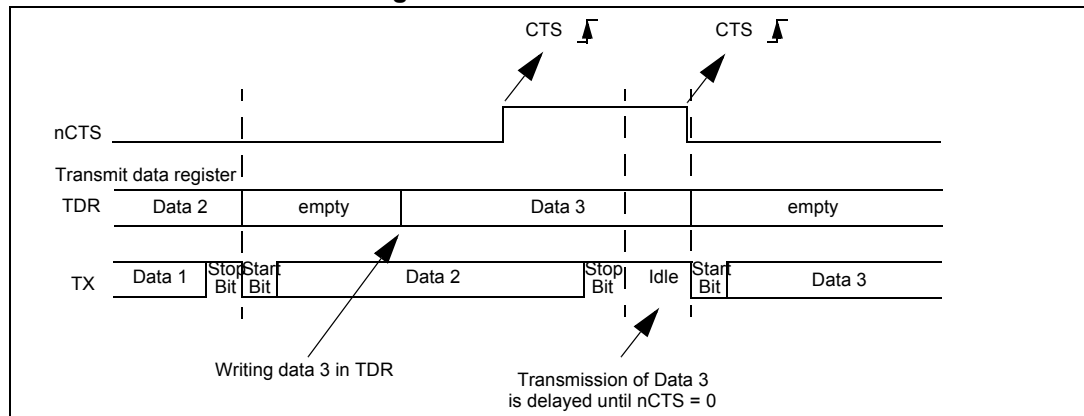 CTS CTS
nCTS
Transmit data register
TDR Data 2 empty Data 3 empty
TX Data 1 Stop Bit Start Bit Data 2 Stop Bit Idle Start Bit Data 3
Writing data 3 in TDR
Transmission of Data 3
is delayed until nCTS = 0